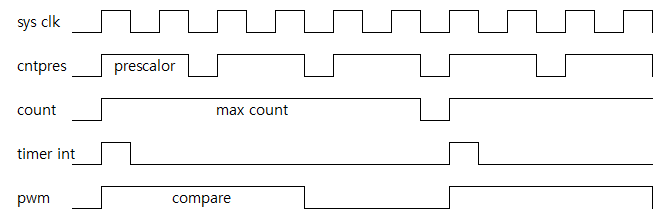 sys clk
cntpres prescalor
count max count
timer int
pwm compare